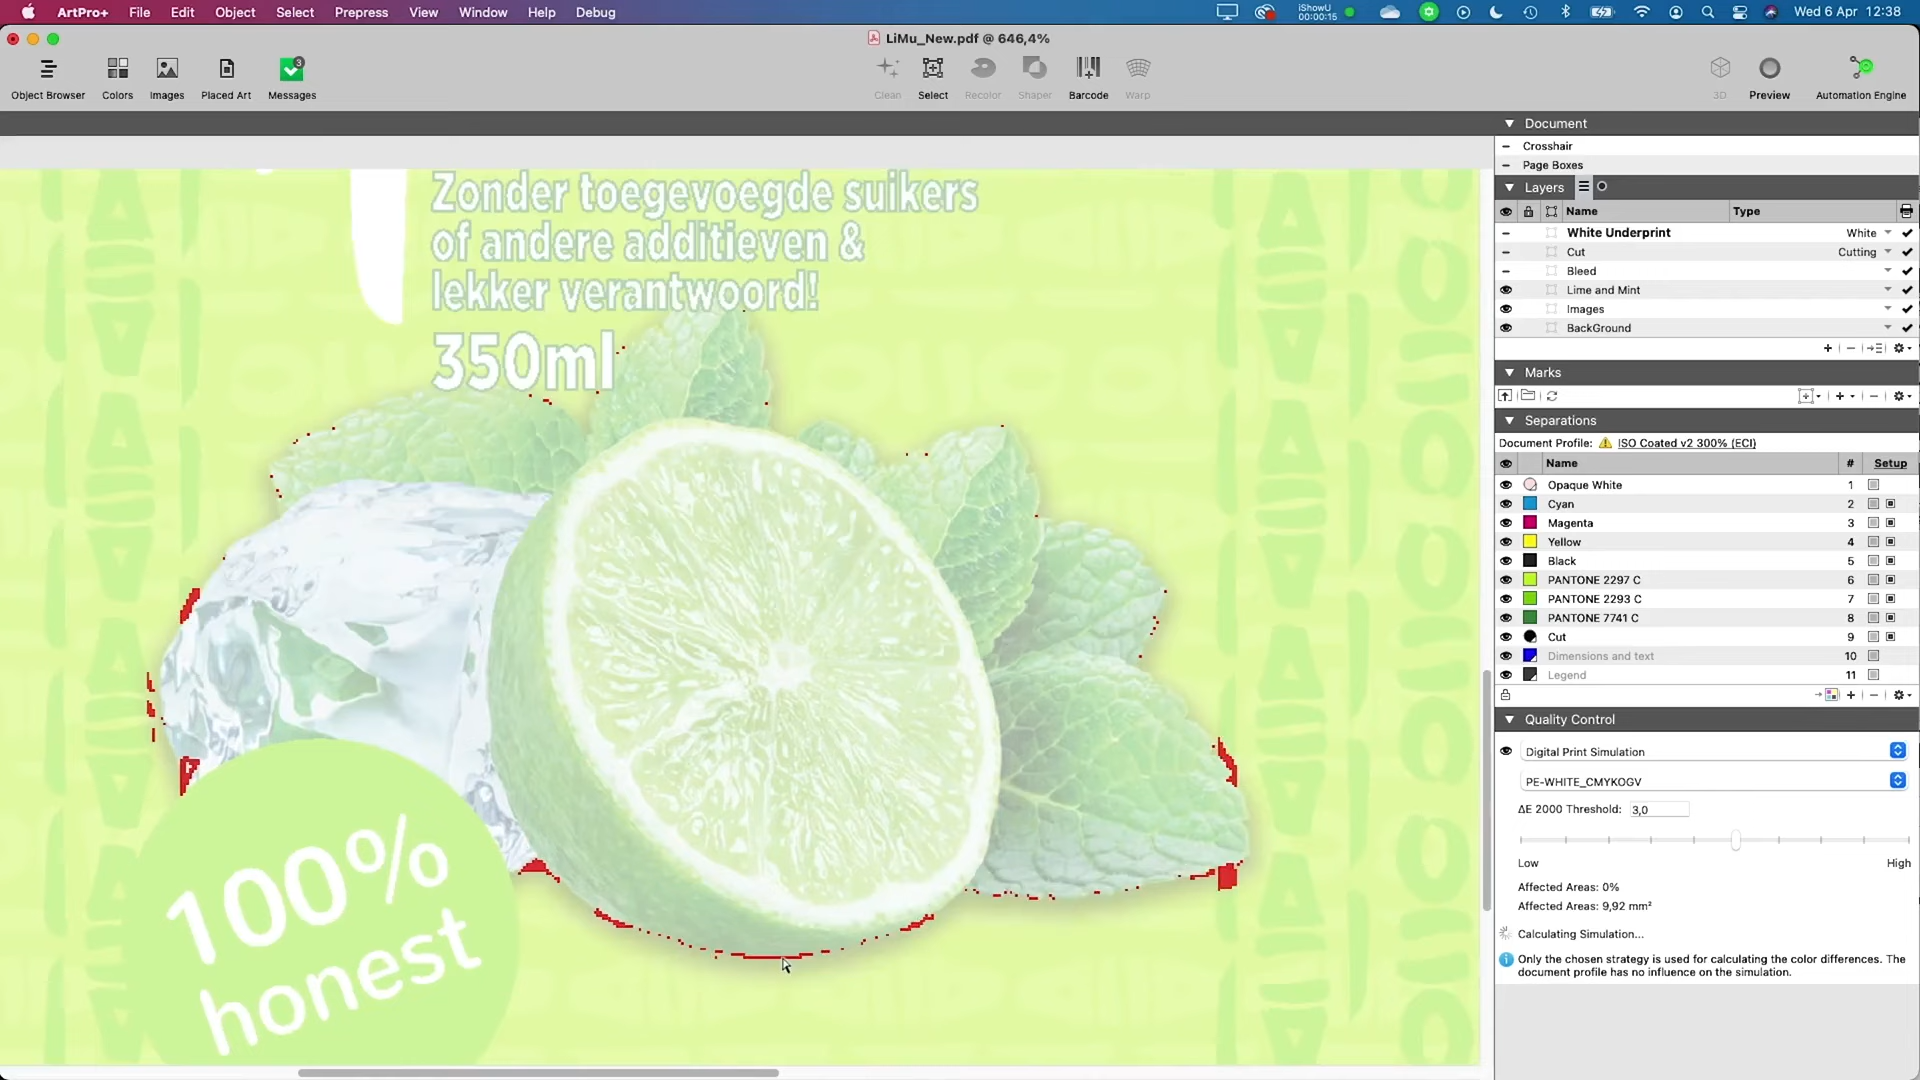 ArtPro+ File Edit Object Select Prepress View Window Help Debug
iShowU
00:00:15
Wed 6 Apr 12:38
LiMu_New.pdf @ 646,4%
Object Browser Colors Images Placed Art Messages
3
Clean Select Recolor Shaper Barcode Warp
3D Preview Automation Engine
Document
Crosshair
Page Boxes
Layers
Name Type
White Underprint White
Cut Cutting
Bleed
Lime and Mint
Images
BackGround
Marks
Separations
Document Profile: ISO Coated v2 300% (ECI)
Name # Setup
Opaque White 1
Cyan 2
Magenta 3
Yellow 4
Black 5
PANTONE 2297 C 6
PANTONE 2293 C 7
PANTONE 7741 C 8
Cut 9
Dimensions and text 10
Legend 11
Quality Control
Digital Print Simulation
PE-WHITE_CMYKOGV
ΔE 2000 Threshold: 3,0
Low High
Affected Areas: 0%
Affected Areas: 9,92 mm²
Calculating Simulation...
Only the chosen strategy is used for calculating the color differences. The
document profile has no influence on the simulation.
Zonder toegevoegde suikers
of andere additieven &
lekker verantwoord!
350ml
100%
honest